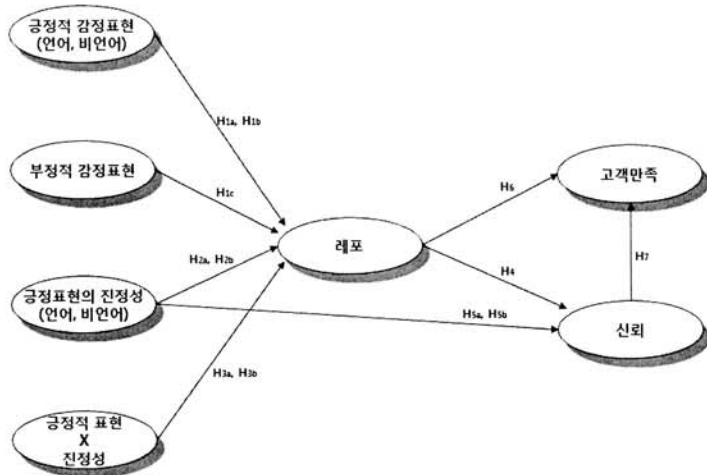 긍정적 감정표현
(언어, 비언어)
H1a, H1b
부정적 감정표현
H1c
고객만족
H6
레포
H2a, H2b
H4
H7
긍정표현의 진정성
(언어, 비언어)
H5a, H5b
신뢰
H3a, H3b
긍정적 표현
X
진정성